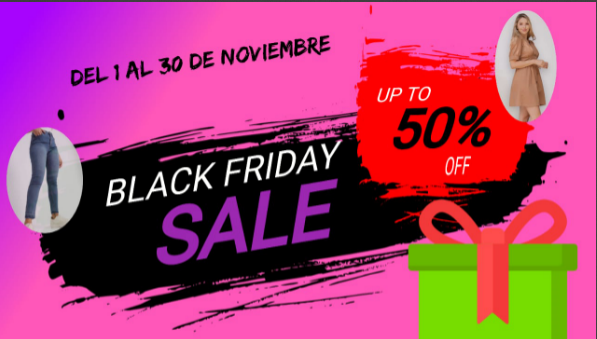 DEL 1 AL 30 DE NOVIEMBRE
UP TO
50%
OFF
BLACK FRIDAY
SALE